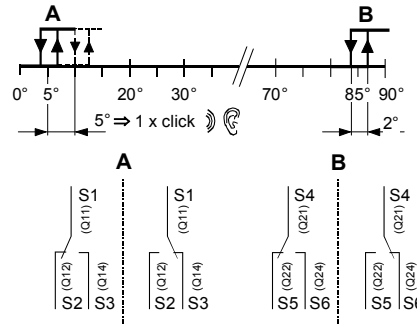 A B
0° 5° 20° 30° 70° 85° 90°
5° ⇒ 1 x click 2°
A B
S1 S1 S4 S4
(Q11) (Q11) (Q21) (Q21)
(Q12) (Q14) (Q12) (Q14) (Q22) (Q24) (Q22) (Q24)
S2 S3 S2 S3 S5 S6 S5 S6